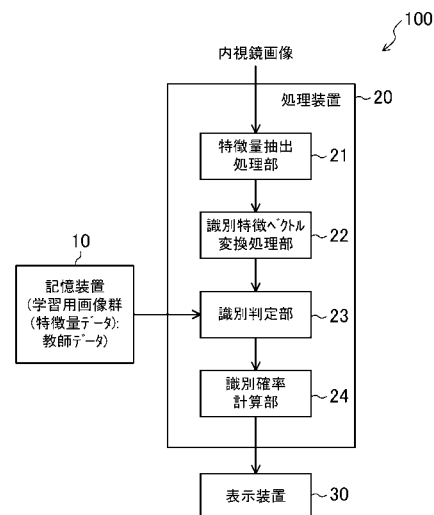 100
内視鏡画像
処理装置
20
特徴量抽出
処理部
21
識別特徴ベクトル
変換処理部
22
10
記憶装置
(学習用画像群
(特徴量データ):
教師データ)
識別判定部
23
識別確率
計算部
24
表示装置
30